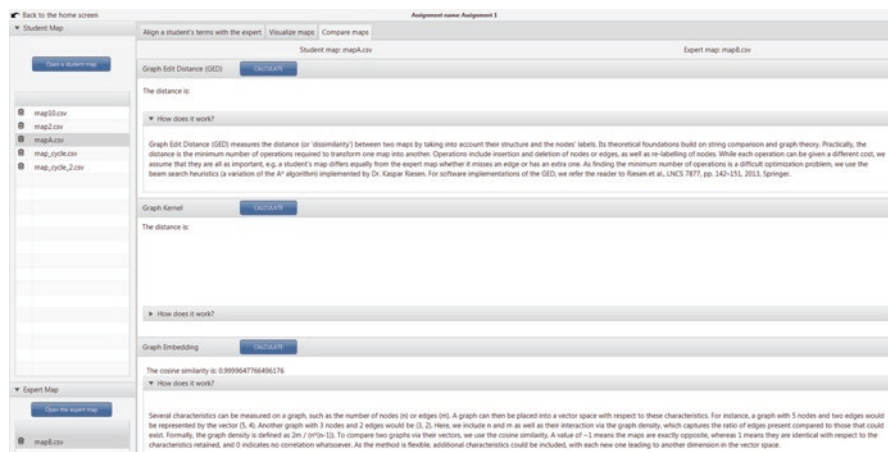 Back to the home screen
Assignment name: Assignment 1
Student Map
Align a student's terms with the expert
Visualize maps
Compare maps
Student map: mapA.csv
Expert map: mapB.csv
Open a student map
Graph Edit Distance (GED)
CALCULATE
The distance is:
map10.csv
map2.csv
mapA.csv
map_cycle.csv
map_cycle_2.csv
How does it work?
Graph Edit Distance (GED) measures the distance (or 'dissimilarity') between two maps by taking into account their structure and the nodes' labels. Its theoretical foundations build on string comparison and graph theory. Practically, the
distance is the minimum number of operations required to transform one map into another. Operations include insertion and deletion of nodes or edges, as well as re-labelling of nodes. While each operation can be given a different cost, we
assume that they are all as important, e.g. a student's map differs equally from the expert map whether it misses an edge or has an extra one. As finding the minimum number of operations is a difficult optimization problem, we use the
beam search heuristics (a variation of the A* algorithm) implemented by Dr. Kaspar Riesen. For software implementations of the GED, we refer the reader to Riesen et al., LNCS 7877, pp. 142-151, 2013, Springer.
Graph Kernel
CALCULATE
The distance is:
How does it work?
Graph Embedding
CALCULATE
The cosine similarity is: 0.9999647766496176
How does it work?
Expert Map
Open the expert map
mapB.csv
Several characteristics can be measured on a graph, such as the number of nodes (n) or edges (m). A graph can then be placed into a vector space with respect to these characteristics. For instance, a graph with 5 nodes and two edges would
be represented by the vector (5, 4). Another graph with 3 nodes and 2 edges would be (3, 2). Here, we include n and m as well as their interaction via the graph density, which captures the ratio of edges present compared to those that could
exist. Formally, the graph density is defined as 2m / (n*(n-1)). To compare two graphs via their vectors, we use the cosine similarity. A value of -1 means the maps are exactly opposite, whereas 1 means they are identical with respect to the
characteristics retained, and 0 indicates no correlation whatsoever. As the method is flexible, additional characteristics could be included, with each new one leading to another dimension in the vector space.